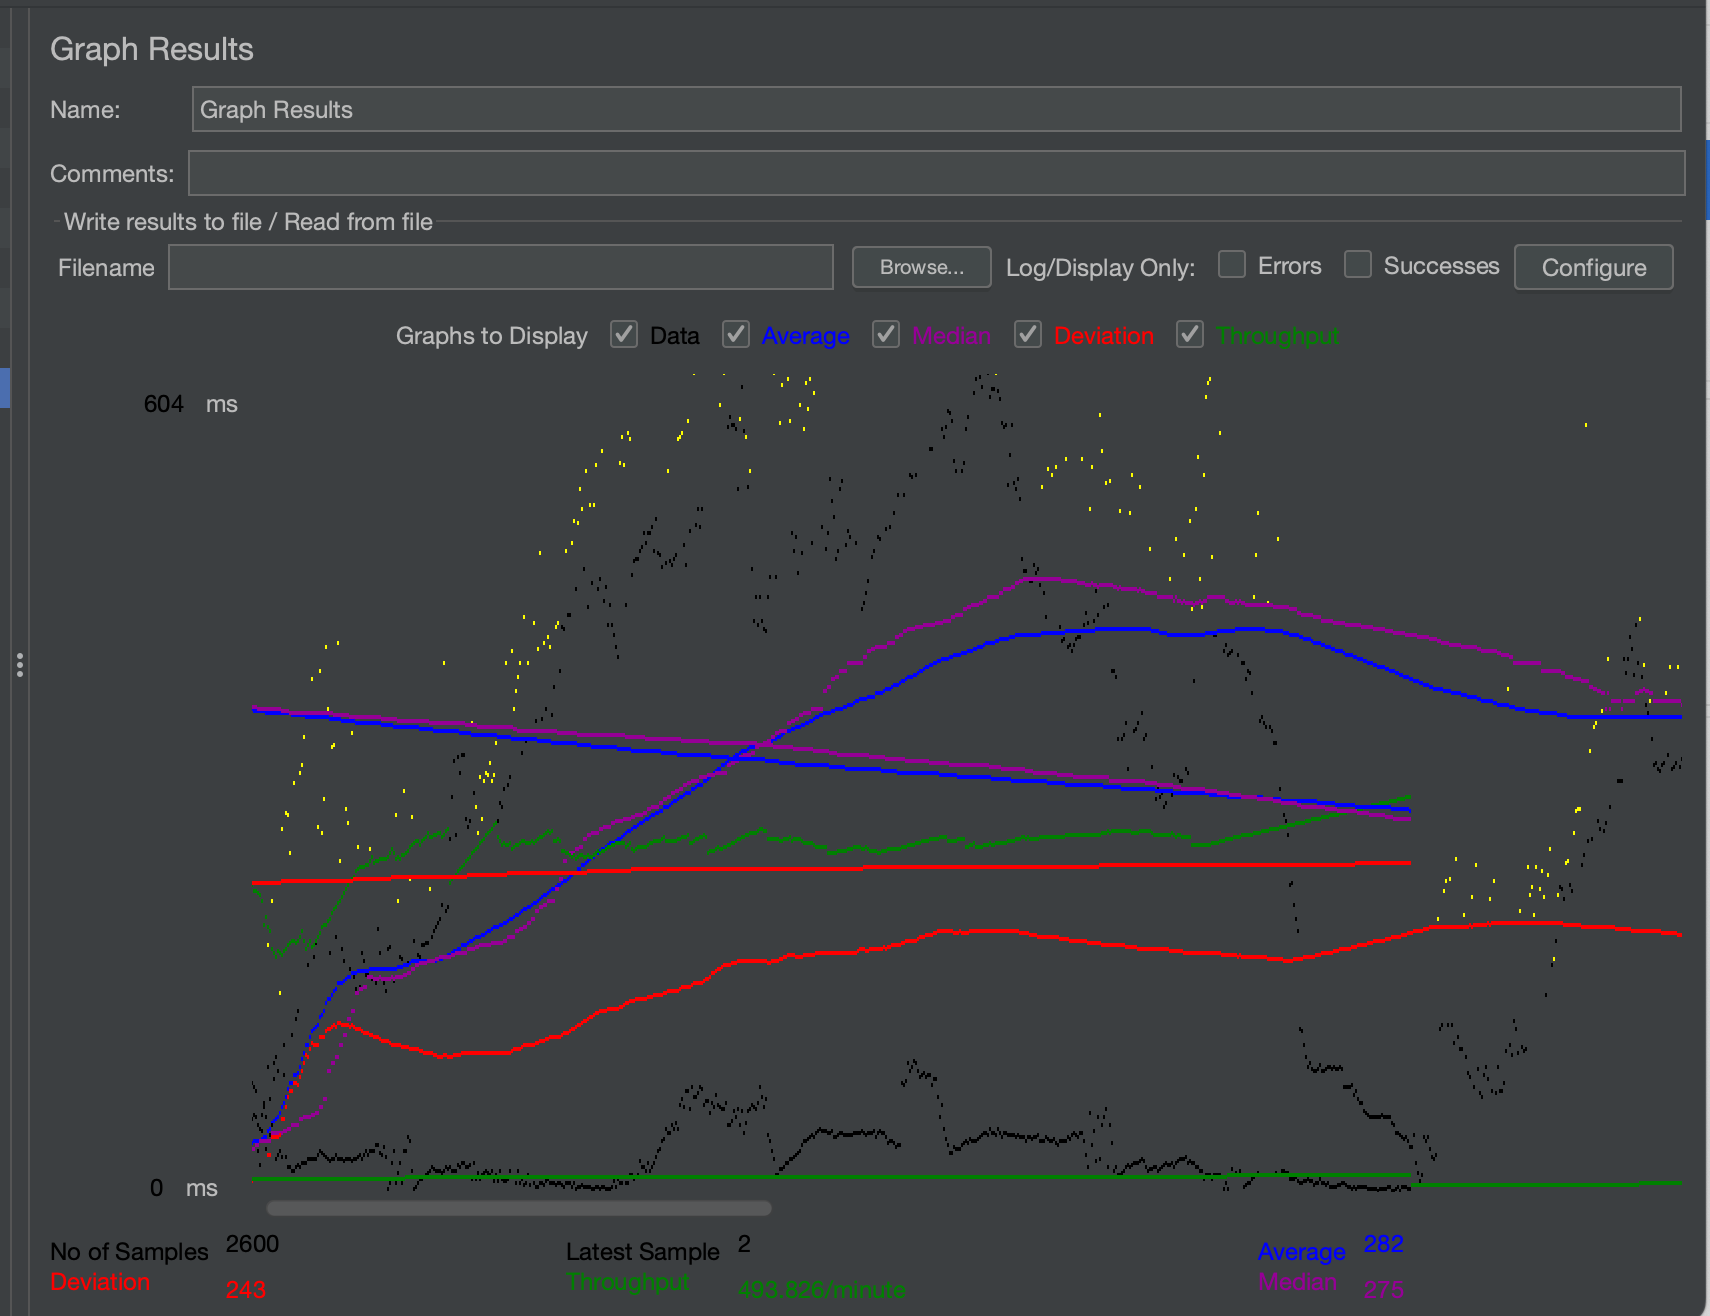 Graph Results
Name: Graph Results
Comments:
Write results to file / Read from file
Filename Browse... Log/Display Only: Errors Successes Configure
Graphs to Display Data Average Median Deviation Throughput
604 ms
0 ms
No of Samples 2600 Latest Sample 2 Average 282
Deviation 243 Throughput 493.826/minute Median 275